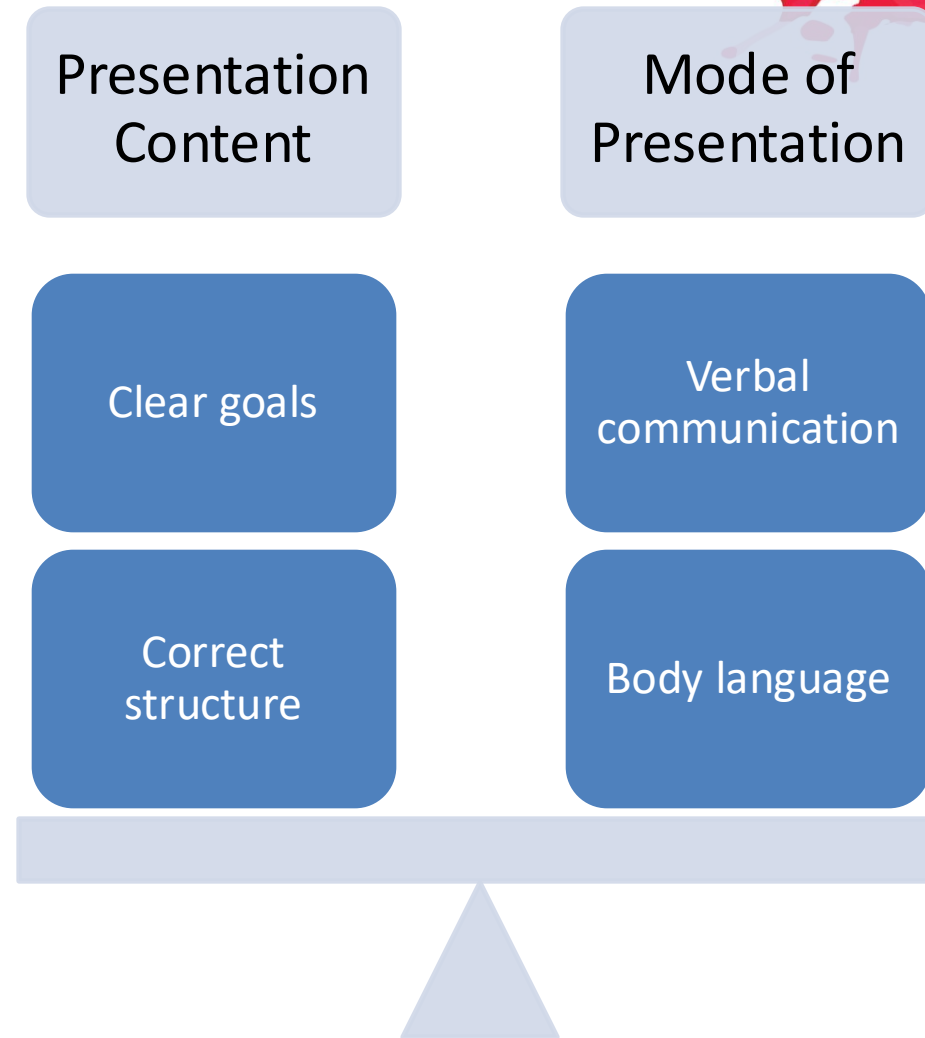 Presentation
Content
Mode of
Presentation
Clear goals
Verbal
communication
Correct
structure
Body language